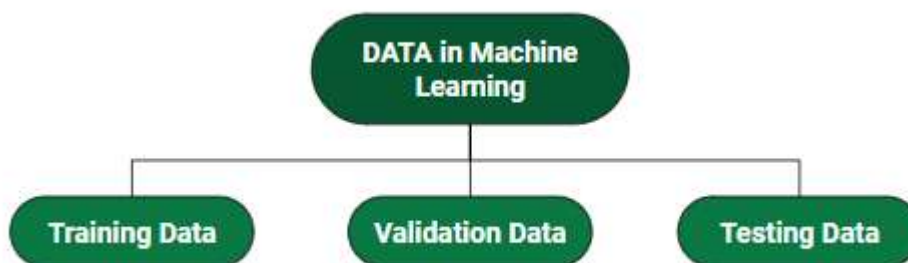 DATA in Machine
Learning
Training Data
Validation Data
Testing Data